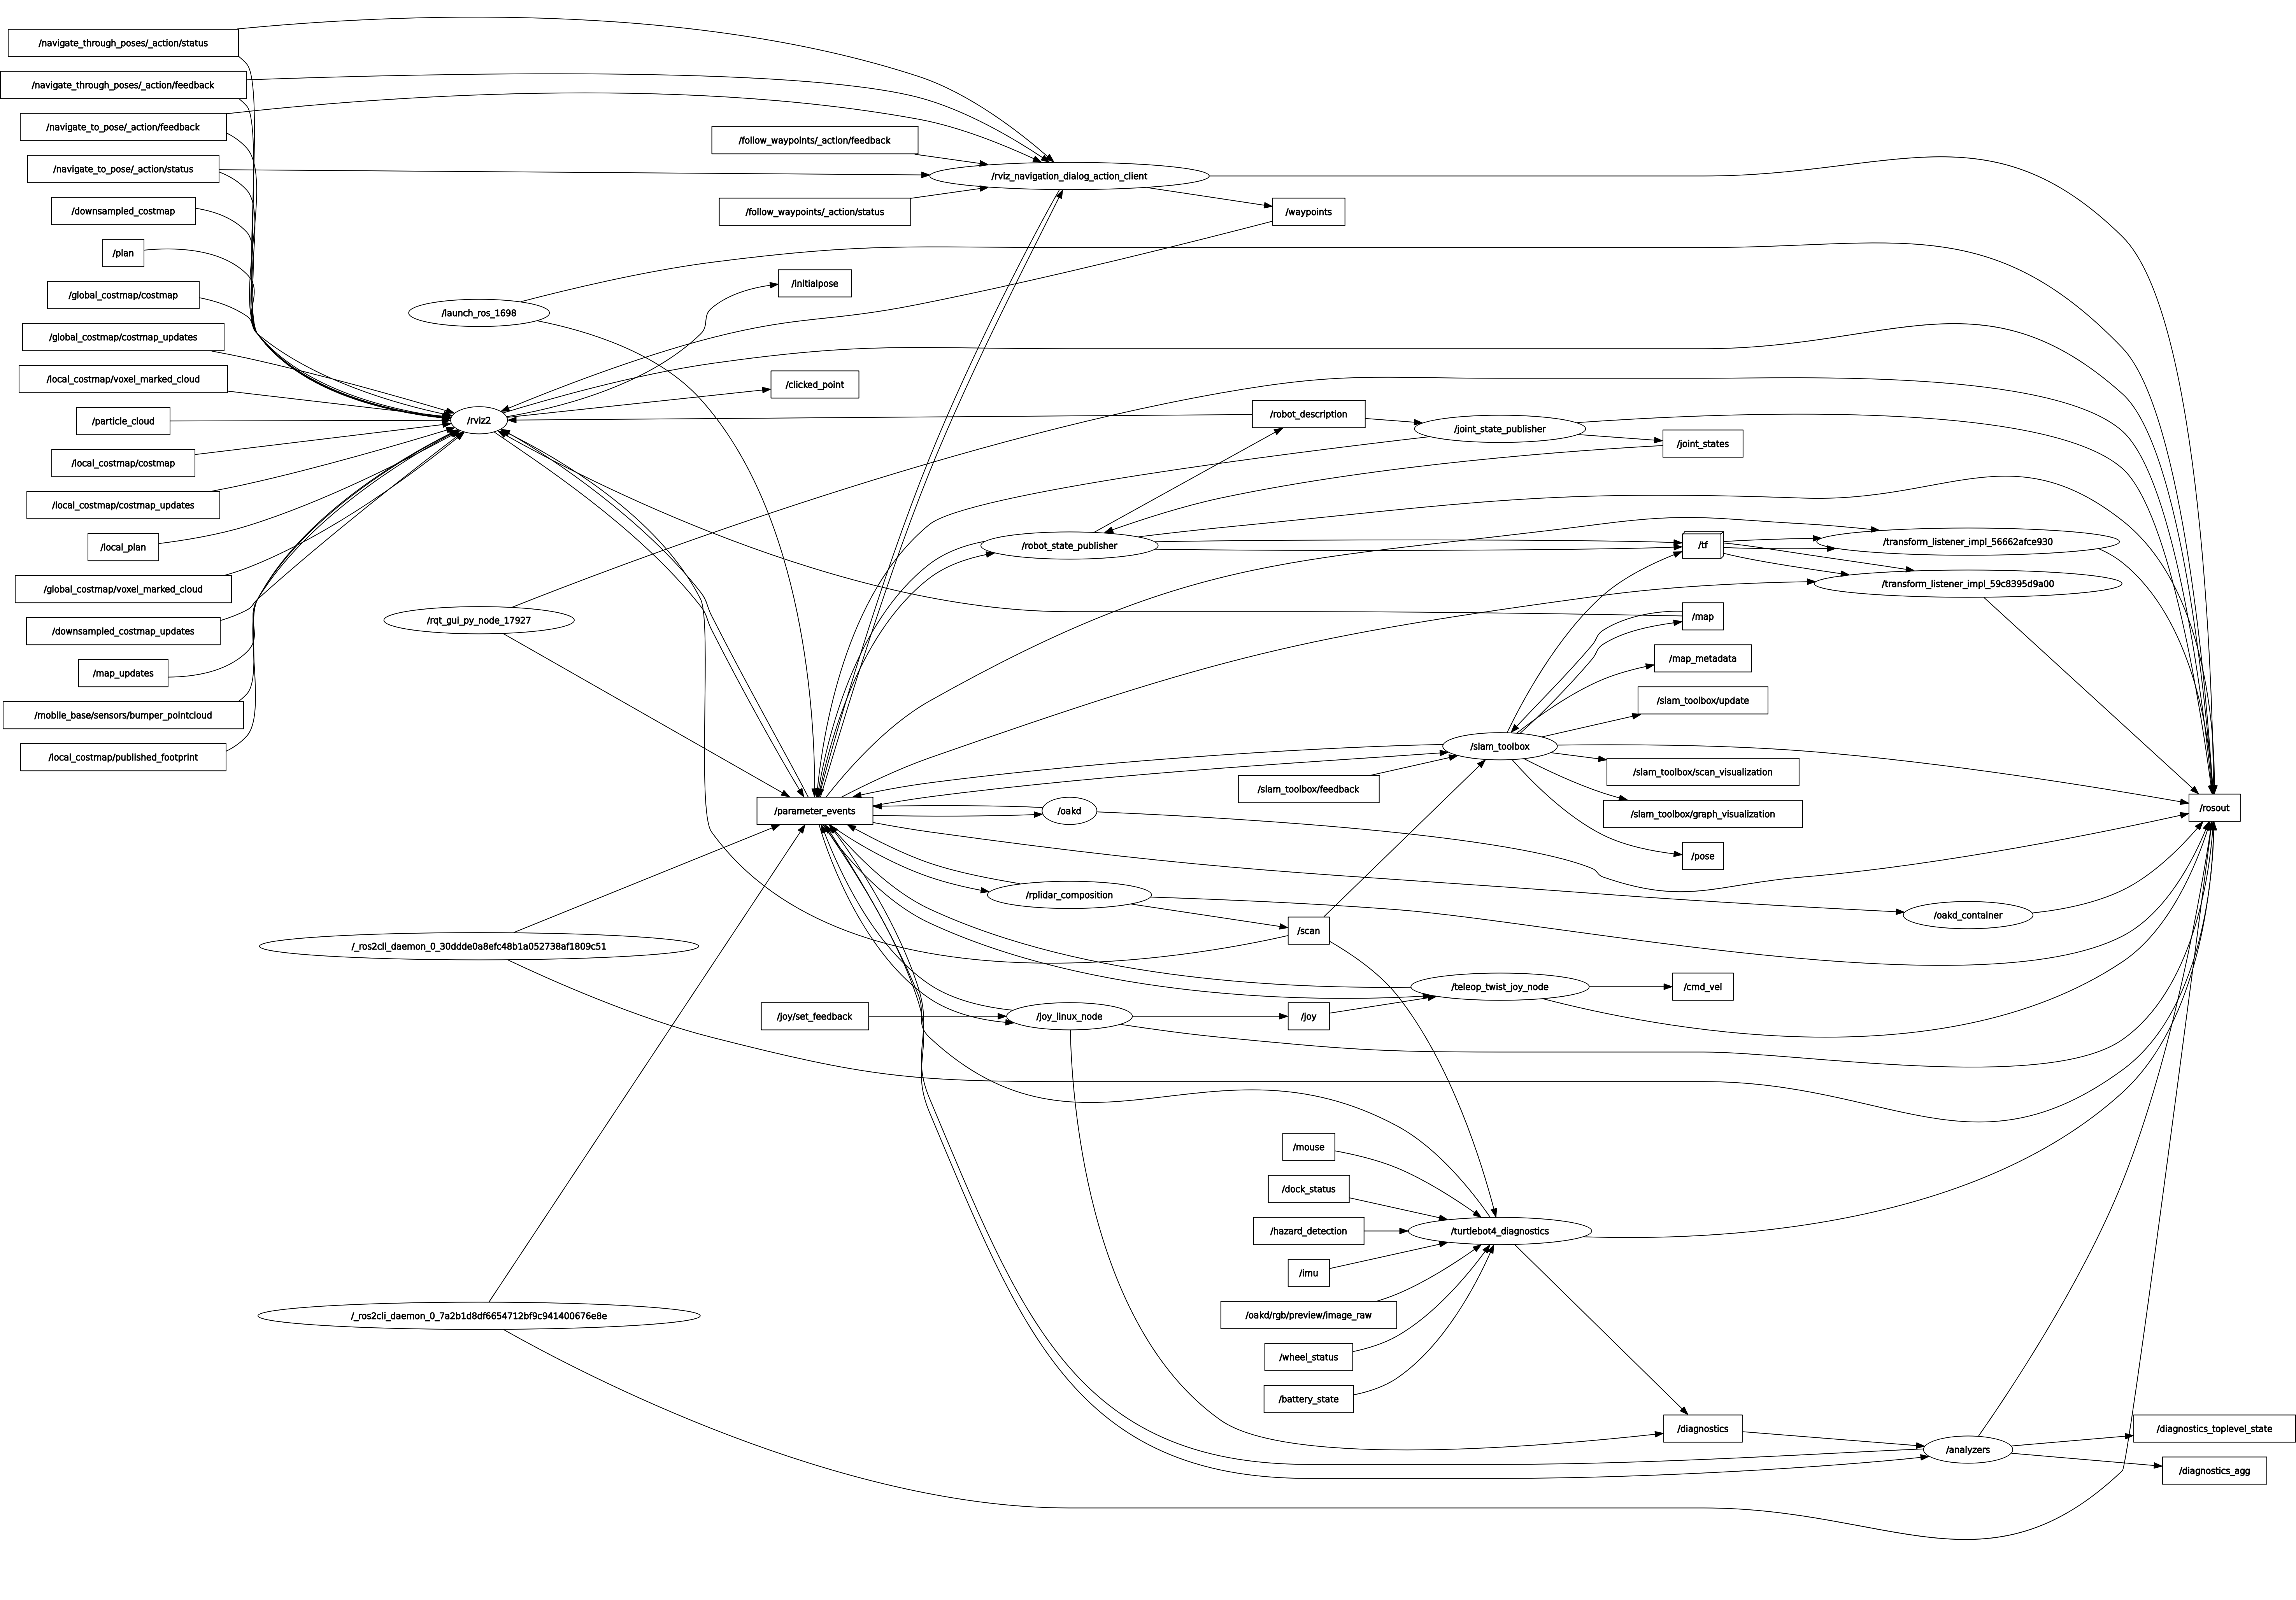 /navigate_through_poses/_action/status
/navigate_through_poses/_action/feedback
/navigate_to_pose/_action/feedback
/navigate_to_pose/_action/status
/downsampled_costmap
/plan
/global_costmap/costmap
/global_costmap/costmap_updates
/local_costmap/voxel_marked_cloud
/particle_cloud
/local_costmap/costmap
/local_costmap/costmap_updates
/local_plan
/global_costmap/voxel_marked_cloud
/downsampled_costmap_updates
/map_updates
/mobile_base/sensors/bumper_pointcloud
/local_costmap/published_footprint
/launch_ros_1698
/rviz2
/rqt_gui_py_node_17927
/_ros2cli_daemon_0_30ddde0a8efc48b1a052738af1809c51
/_ros2cli_daemon_0_7a2b1d8df6654712bf9c941400676e8e
/follow_waypoints/_action/feedback
/follow_waypoints/_action/status
/initialpose
/clicked_point
/parameter_events
/joy/set_feedback
/rviz_navigation_dialog_action_client
/robot_state_publisher
/oakd
/rplidar_composition
/joy_linux_node
/waypoints
/robot_description
/slam_toolbox/feedback
/scan
/joy
/mouse
/dock_status
/hazard_detection
/imu
/oakd/rgb/preview/image_raw
/wheel_status
/battery_state
/joint_state_publisher
/slam_toolbox
/teleop_twist_joy_node
/turtlebot4_diagnostics
/joint_states
/tf
/map
/map_metadata
/slam_toolbox/update
/slam_toolbox/scan_visualization
/slam_toolbox/graph_visualization
/pose
/cmd_vel
/diagnostics
/transform_listener_impl_56662afce930
/transform_listener_impl_59c8395d9a00
/oakd_container
/analyzers
/rosout
/diagnostics_toplevel_state
/diagnostics_agg